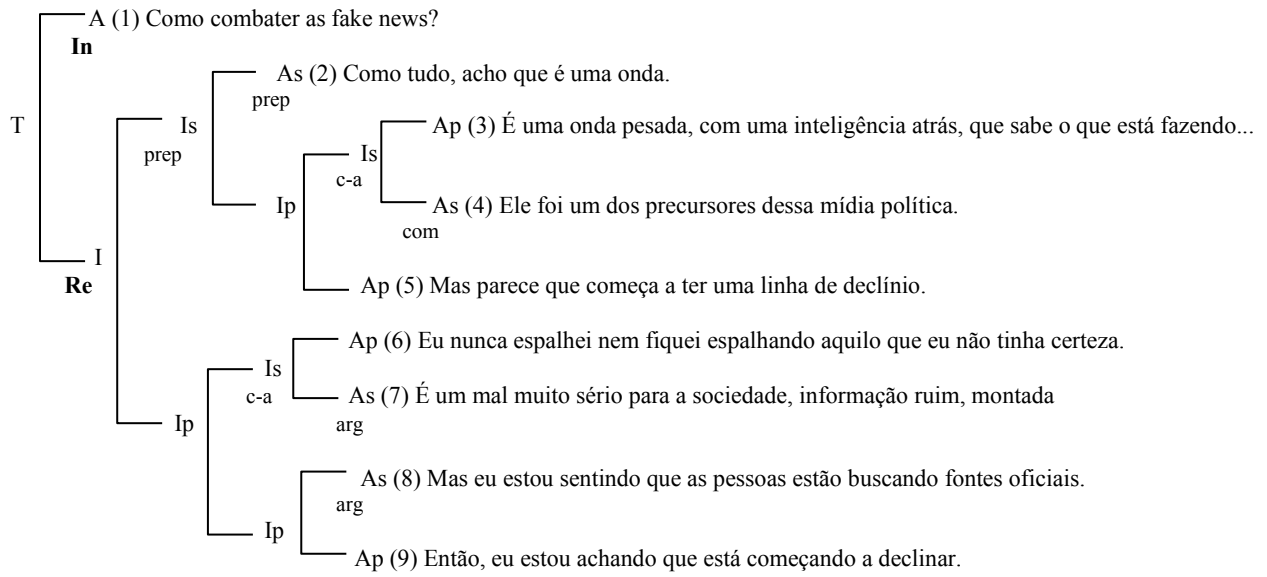 A (1) Como combater as fake news?
In
As (2) Como tudo, acho que é uma onda.
prep
T
Is
prep
Ap (3) É uma onda pesada, com uma inteligência atrás, que sabe o que está fazendo...
Is
c-a
Ip
As (4) Ele foi um dos precursores dessa mídia política.
com
I
Re
Ap (5) Mas parece que começa a ter uma linha de declínio.
Ap (6) Eu nunca espalhei nem fiquei espalhando aquilo que eu não tinha certeza.
Is
c-a
As (7) É um mal muito sério para a sociedade, informação ruim, montada
arg
Ip
As (8) Mas eu estou sentindo que as pessoas estão buscando fontes oficiais.
arg
Ip
Ap (9) Então, eu estou achando que está começando a declinar.